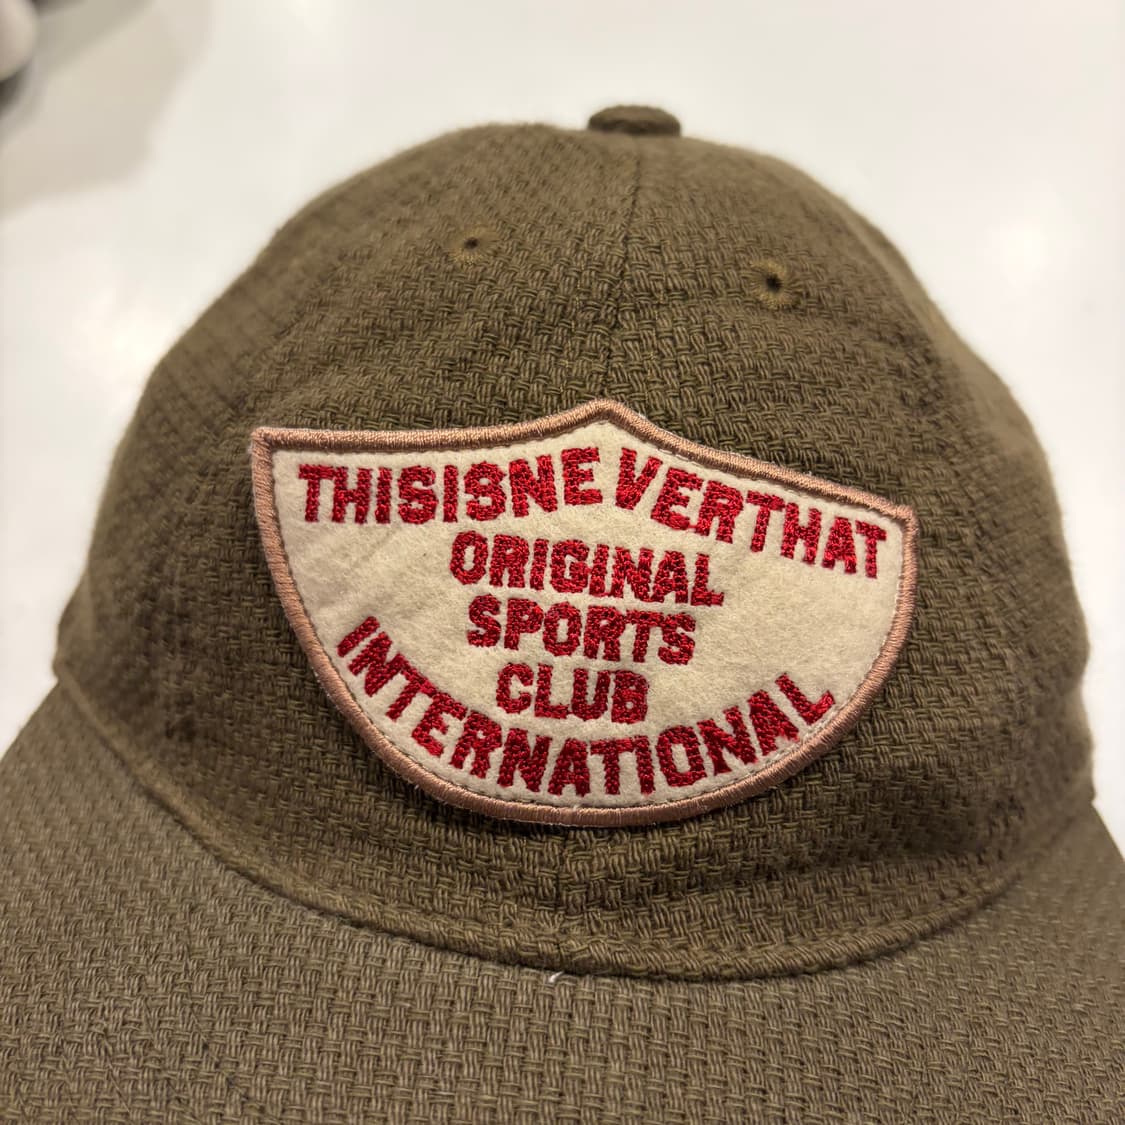 THISISNEVERTHAT
ORIGINAL
SPORTS
CLUB
INTERNATIONAL